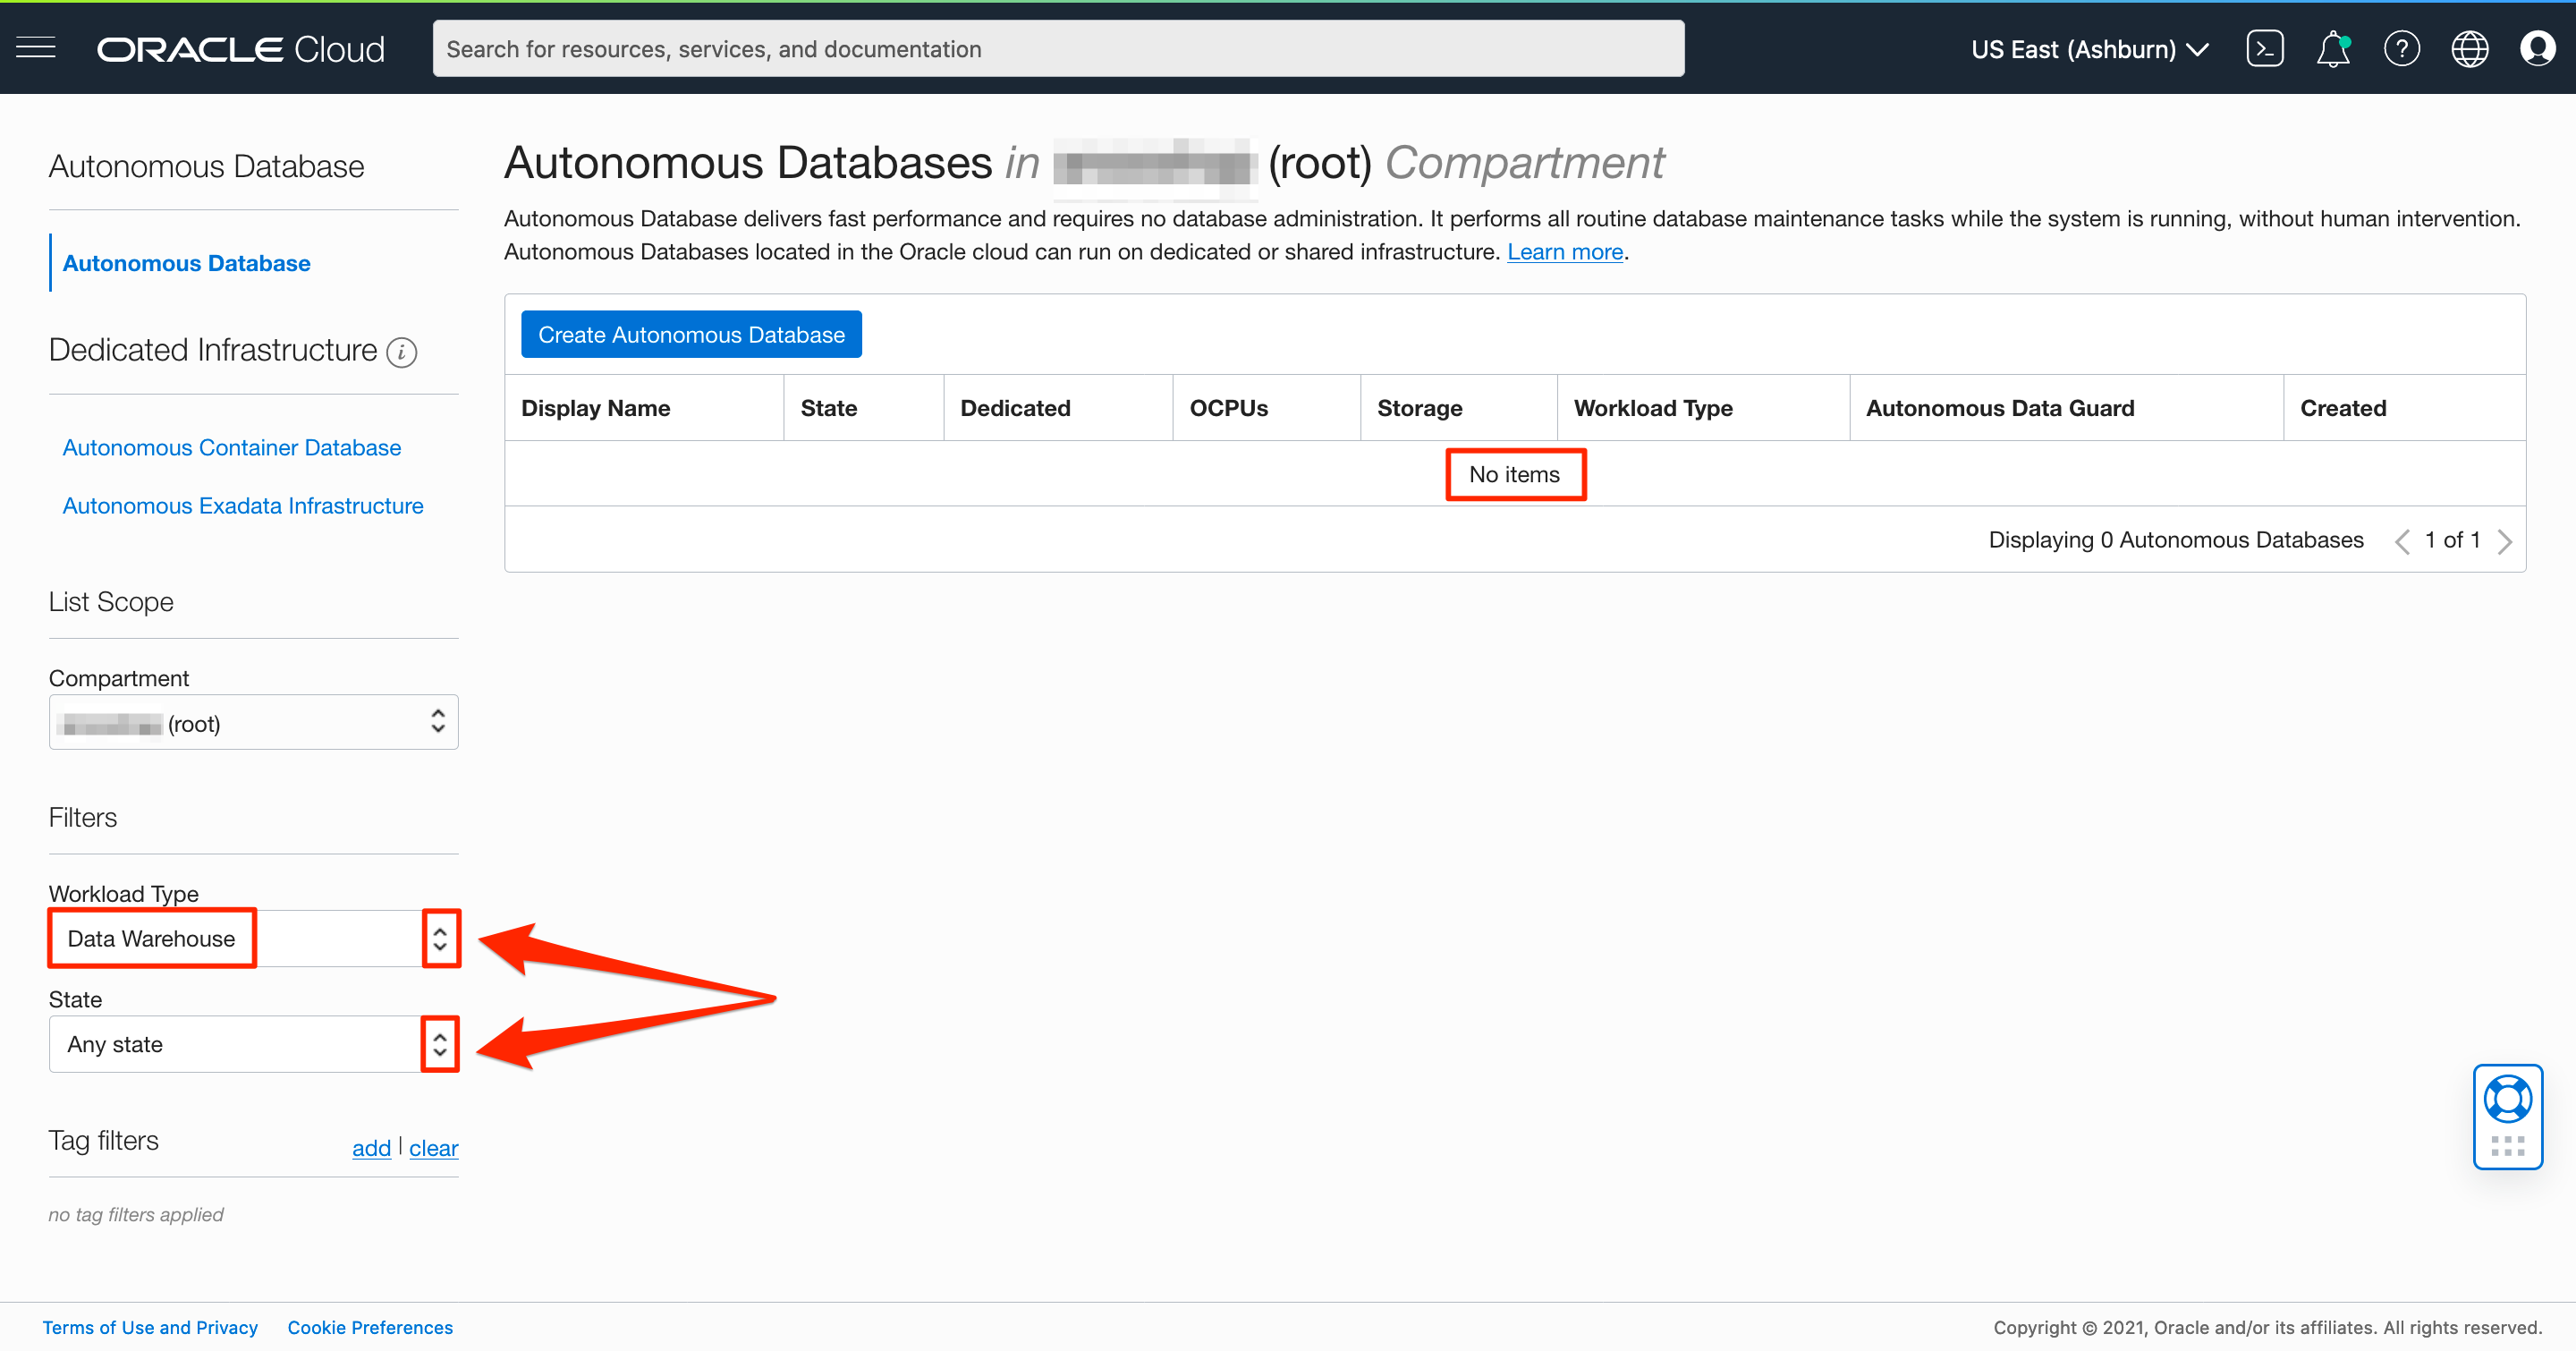 ORACLE Cloud
Search for resources, services, and documentation
US East (Ashburn)
Autonomous Database
Autonomous Database
Dedicated Infrastructure i
Autonomous Container Database
Autonomous Exadata Infrastructure
List Scope
Compartment
(root)
Filters
Workload Type
Data Warehouse
State
Any state
Tag filters
add | clear
no tag filters applied
Autonomous Databases in (root) Compartment
Autonomous Database delivers fast performance and requires no database administration. It performs all routine database maintenance tasks while the system is running, without human intervention.
Autonomous Databases located in the Oracle cloud can run on dedicated or shared infrastructure. Learn more.
Create Autonomous Database
Display Name State Dedicated OCPUs Storage Workload Type Autonomous Data Guard Created
No items
Displaying 0 Autonomous Databases < 1 of 1 >
Terms of Use and Privacy Cookie Preferences
Copyright © 2021, Oracle and/or its affiliates. All rights reserved.